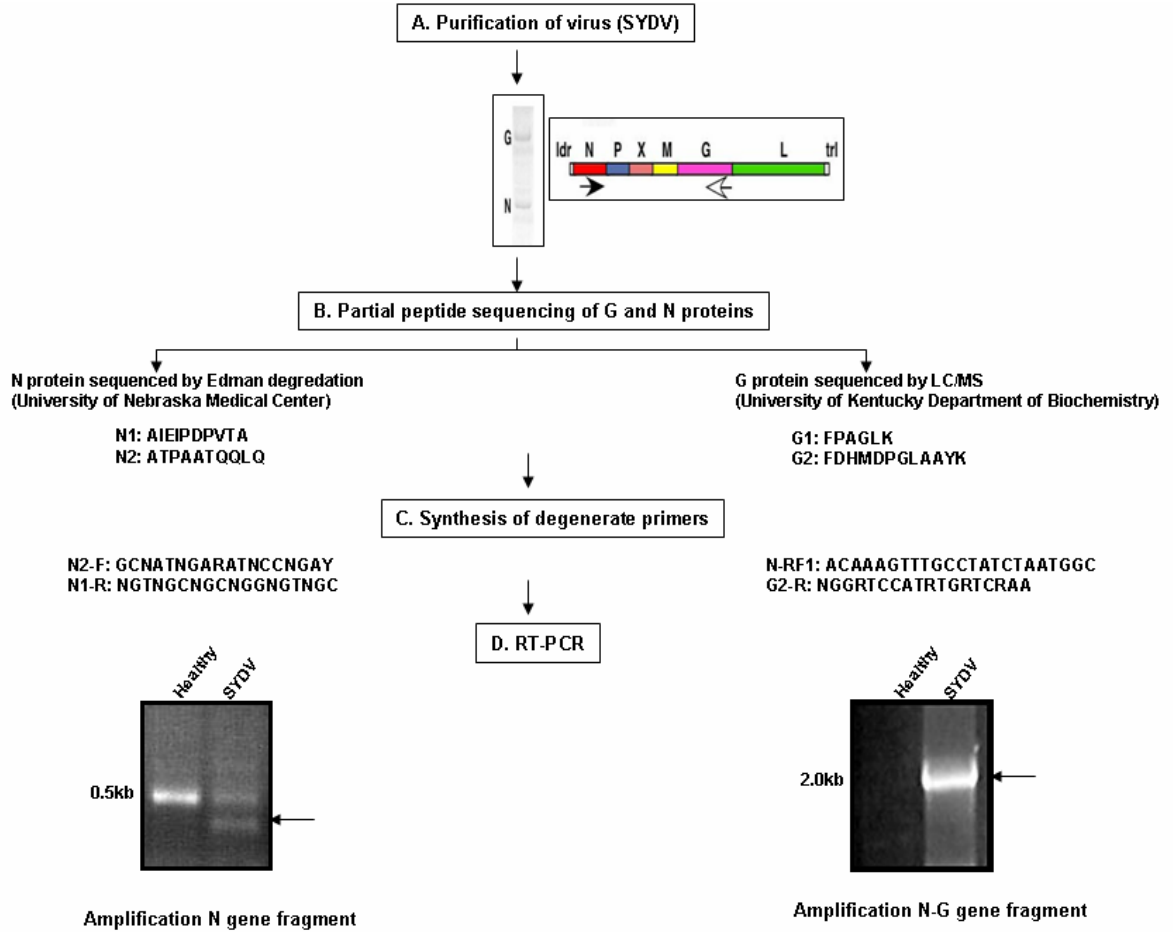 A. Purification of virus (SYDV)
G
N
ldr N P X M G L trl
B. Partial peptide sequencing of G and N proteins
N protein sequenced by Edman degredation
(University of Nebraska Medical Center)
N1: AIEIPDPVTA
N2: ATPAATQQLQ
G protein sequenced by LC/MS
(University of Kentucky Department of Biochemistry)
G1: FPAGLK
G2: FDHMDPGLAAYK
C. Synthesis of degenerate primers
N2-F: GCNATNGARATNCCNGAY
N1-R: NGTNGCNGCNGGNGTNGC
N-RF1: ACAAAGTTTGCCTATCTAATGGC
G2-R: NGGRTCCATRTGRTCRAA
D. RT-PCR
Healthy SYDV
0.5kb
Amplification N gene fragment
Healthy SYDV
2.0kb
Amplification N-G gene fragment